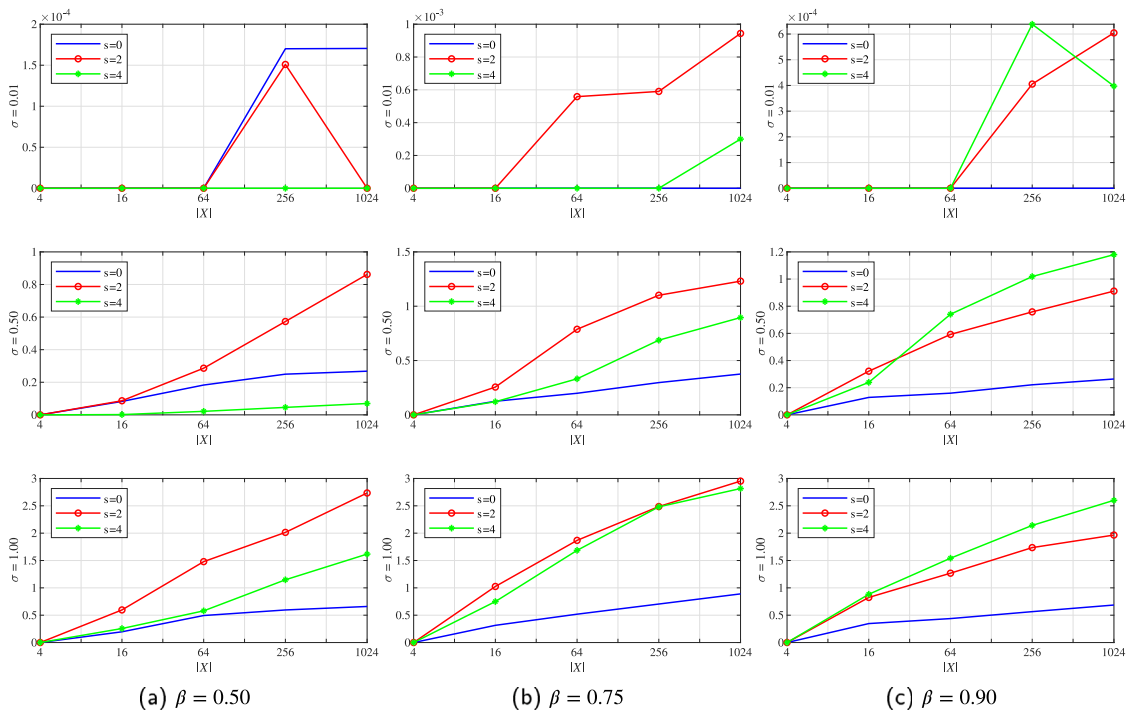 ×10⁻⁴ ×10⁻³ ×10⁻⁴
2 1 8
s=0 s=0 s=0
s=2 0.8 s=2 6 s=2
1.5 s=4 s=4 s=4
σ = 0.01 1 σ = 0.01 0.6 σ = 0.01 4
0.4
0.5 0.2 2
0 0 0
4 16 64 256 1024 4 16 64 256 1024 4 16 64 256 1024
|X| |X| |X|
1 1.50 1.2
s=0 s=0 s=0
0.8 s=2 s=2 1.0 s=2
s=4 s=4 s=4
σ = 0.50 0.6 σ = 0.50 1.0 σ = 0.50 0.8
0.6
0.4 0.5 0.4
0.2 0.2
0 0 0
4 16 64 256 1024 4 16 64 256 1024 4 16 64 256 1024
|X| |X| |X|
3 3 3
s=0 s=0 s=0
2.5 s=2 2.5 s=2 2.5 s=2
s=4 s=4 s=4
2 2 2
σ = 1.00 1.5 σ = 1.00 1.5 σ = 1.00 1.5
1 1 1
0.5 0.5 0.5
0 0 0
4 16 64 256 1024 4 16 64 256 1024 4 16 64 256 1024
|X| |X| |X|
(a) β = 0.50 (b) β = 0.75 (c) β = 0.90